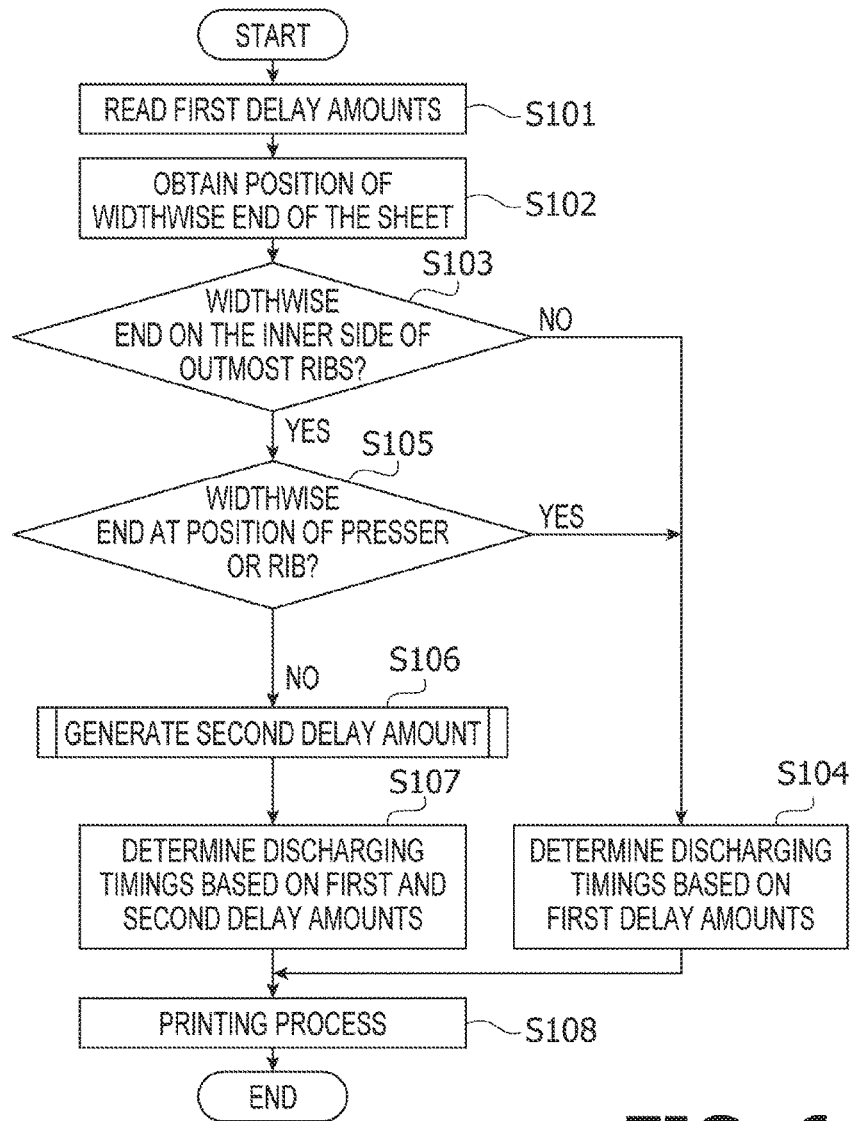 START
READ FIRST DELAY AMOUNTS
S101
OBTAIN POSITION OF
WIDTHWISE END OF THE SHEET
S102
S103
WIDTHWISE
END ON THE INNER SIDE OF
OUTMOST RIBS?
NO
YES
S105
WIDTHWISE
END AT POSITION OF PRESSER
OR RIB?
YES
NO
S106
GENERATE SECOND DELAY AMOUNT
S107
DETERMINE DISCHARGING
TIMINGS BASED ON FIRST AND
SECOND DELAY AMOUNTS
S104
DETERMINE DISCHARGING
TIMINGS BASED ON
FIRST DELAY AMOUNTS
PRINTING PROCESS
S108
END